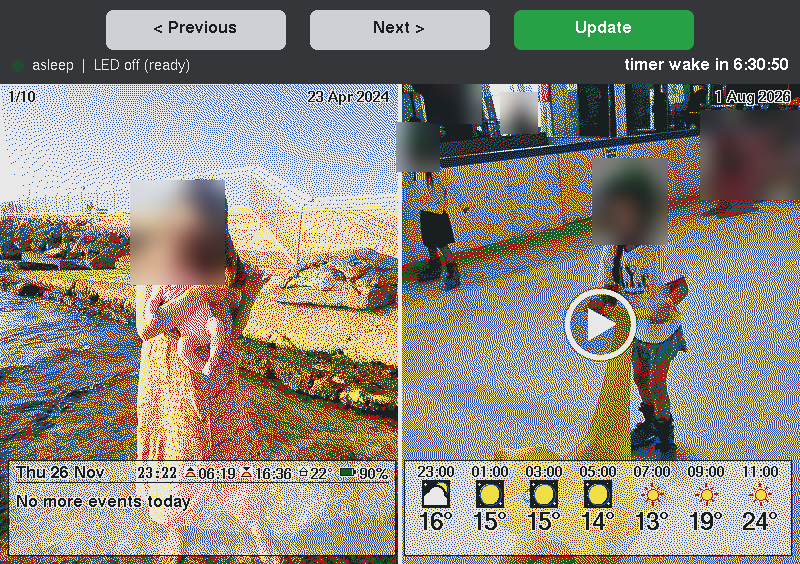 < Previous
Next >
Update
asleep | LED off (ready)
timer wake in 6:30:50
1/10
23 Apr 2024
1 Aug 2026
Thu 26 Nov
23:22
06:19
16:36
22°
90%
No more events today
23:00 01:00 03:00 05:00 07:00 09:00 11:00
16° 15° 15° 14° 13° 19° 24°